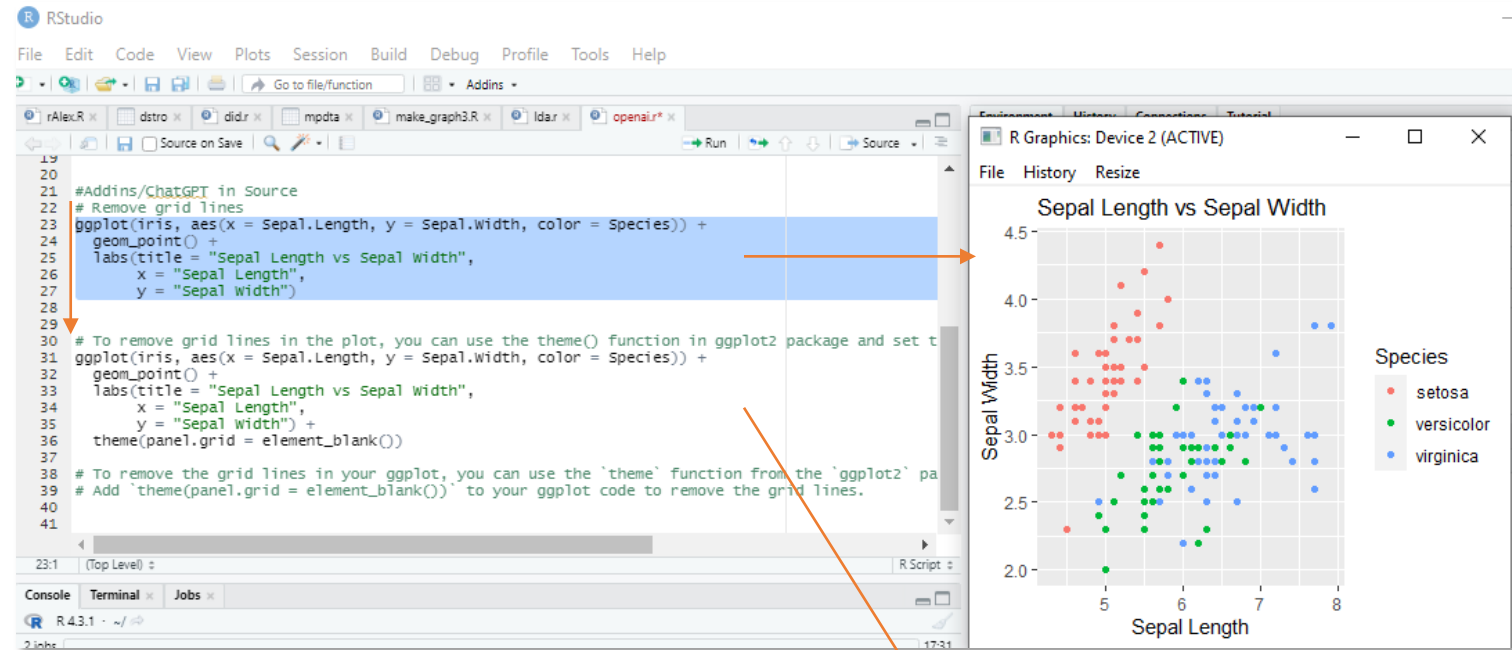 RStudio
File Edit Code View Plots Session Build Debug Profile Tools Help
Go to file/function Addins
rAlex.R dstro did.r mpdta make_graph3.R lda.r openai.r*
Source on Save Run Source
19
20
21 #Addins/ChatGPT in Source
22 # Remove grid lines
23 ggplot(iris, aes(x = Sepal.Length, y = Sepal.Width, color = Species)) +
24 geom_point() +
25 labs(title = "Sepal Length vs Sepal Width",
26 x = "Sepal Length",
27 y = "Sepal Width")
28
29
30 # To remove grid lines in the plot, you can use the theme() function in ggplot2 package and set t
31 ggplot(iris, aes(x = Sepal.Length, y = Sepal.Width, color = Species)) +
32 geom_point() +
33 labs(title = "Sepal Length vs Sepal Width",
34 x = "Sepal Length",
35 y = "Sepal Width") +
36 theme(panel.grid = element_blank())
37
38 # To remove the grid lines in your ggplot, you can use the `theme` function from the `ggplot2` pa
39 # Add `theme(panel.grid = element_blank())` to your ggplot code to remove the grid lines.
40
41
23:1 (Top Level) R Script
Console Terminal Jobs
R 4.3.1 · ~/
2 jobs 17:31
Environment History Connections Tutorial
R Graphics: Device 2 (ACTIVE)
File History Resize
Sepal Length vs Sepal Width
4.5
4.0
3.5
3.0
2.5
2.0
Sepal Width
5 6 7 8
Sepal Length
Species
setosa
versicolor
virginica